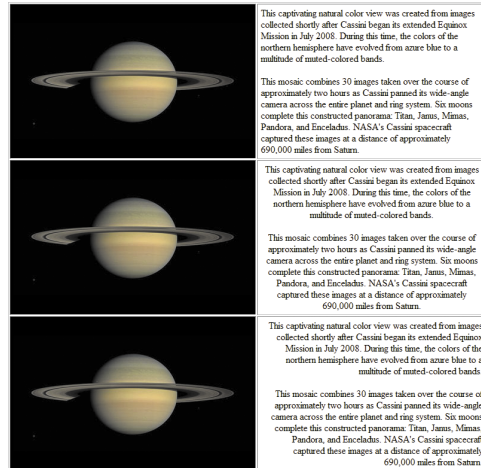 This captivating natural color view was created from images
collected shortly after Cassini began its extended Equinox
Mission in July 2008. During this time, the colors of the
northern hemisphere have evolved from azure blue to a
multitude of muted-colored bands.
This mosaic combines 30 images taken over the course of
approximately two hours as Cassini panned its wide-angle
camera across the entire planet and ring system. Six moons
complete this constructed panorama: Titan, Janus, Mimas,
Pandora, and Enceladus. NASA's Cassini spacecraft
captured these images at a distance of approximately
690,000 miles from Saturn.
This captivating natural color view was created from images
collected shortly after Cassini began its extended Equinox
Mission in July 2008. During this time, the colors of the
northern hemisphere have evolved from azure blue to a
multitude of muted-colored bands.
This mosaic combines 30 images taken over the course of
approximately two hours as Cassini panned its wide-angle
camera across the entire planet and ring system. Six moons
complete this constructed panorama: Titan, Janus, Mimas,
Pandora, and Enceladus. NASA's Cassini spacecraft
captured these images at a distance of approximately
690,000 miles from Saturn.
This captivating natural color view was created from images
collected shortly after Cassini began its extended Equinox
Mission in July 2008. During this time, the colors of the
northern hemisphere have evolved from azure blue to a
multitude of muted-colored bands
This mosaic combines 30 images taken over the course of
approximately two hours as Cassini panned its wide-angle
camera across the entire planet and ring system. Six moons
complete this constructed panorama: Titan, Janus, Mimas
Pandora, and Enceladus. NASA's Cassini spacecraft
captured these images at a distance of approximately
690,000 miles from Saturn